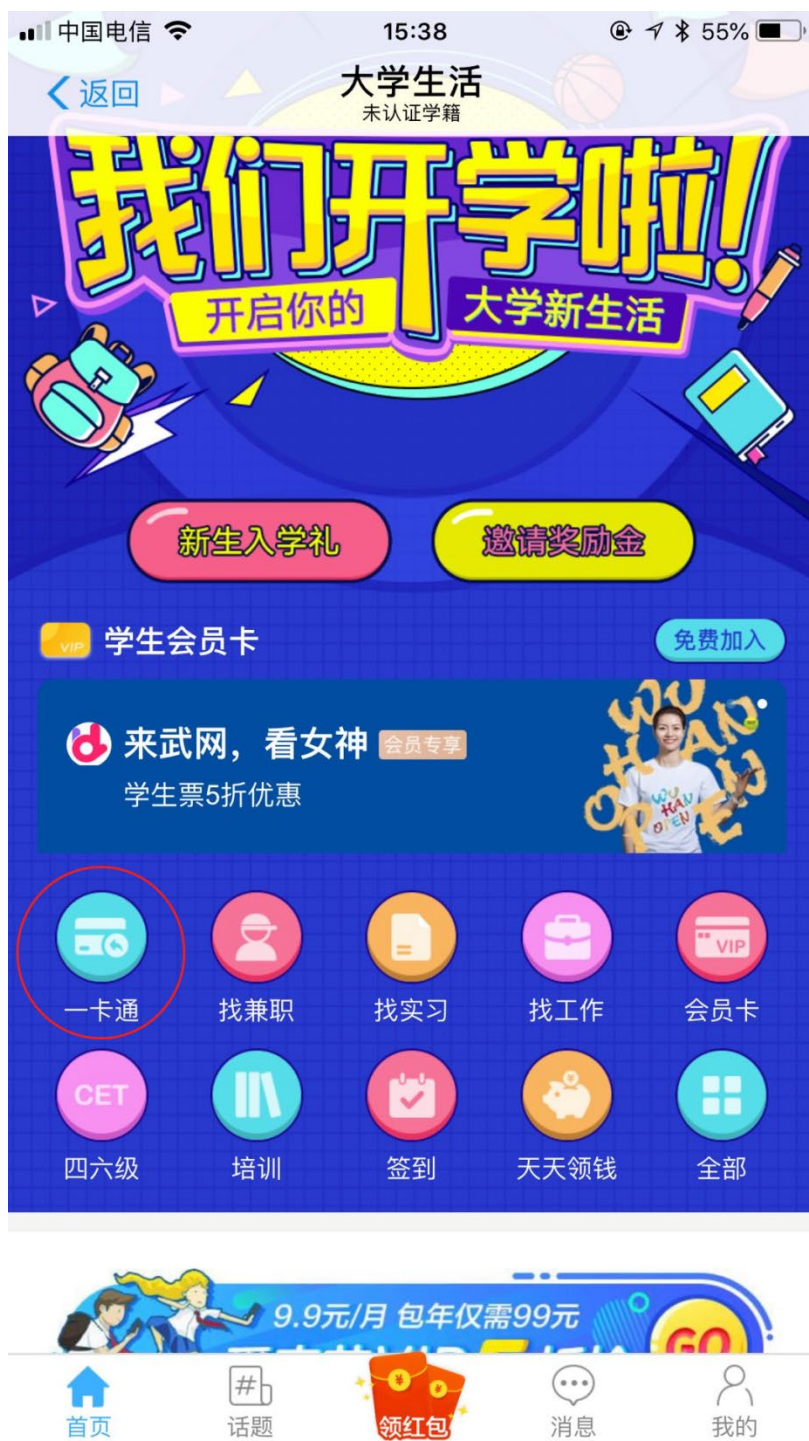 中国电信 15:38 55%
返回 大学生活
未认证学籍
我们开学啦!
开启你的 大学新生活
新生入学礼 邀请奖励金
VIP 学生会员卡 免费加入
来武网，看女神 会员专享
学生票5折优惠
WUHAN OPEN
WUHAN OPEN
VIP
一卡通 找兼职 找实习 找工作 会员卡
CET
四六级 培训 签到 天天领钱 全部
9.9元/月 包年仅需99元
GO
首页 话题 领红包 消息 我的